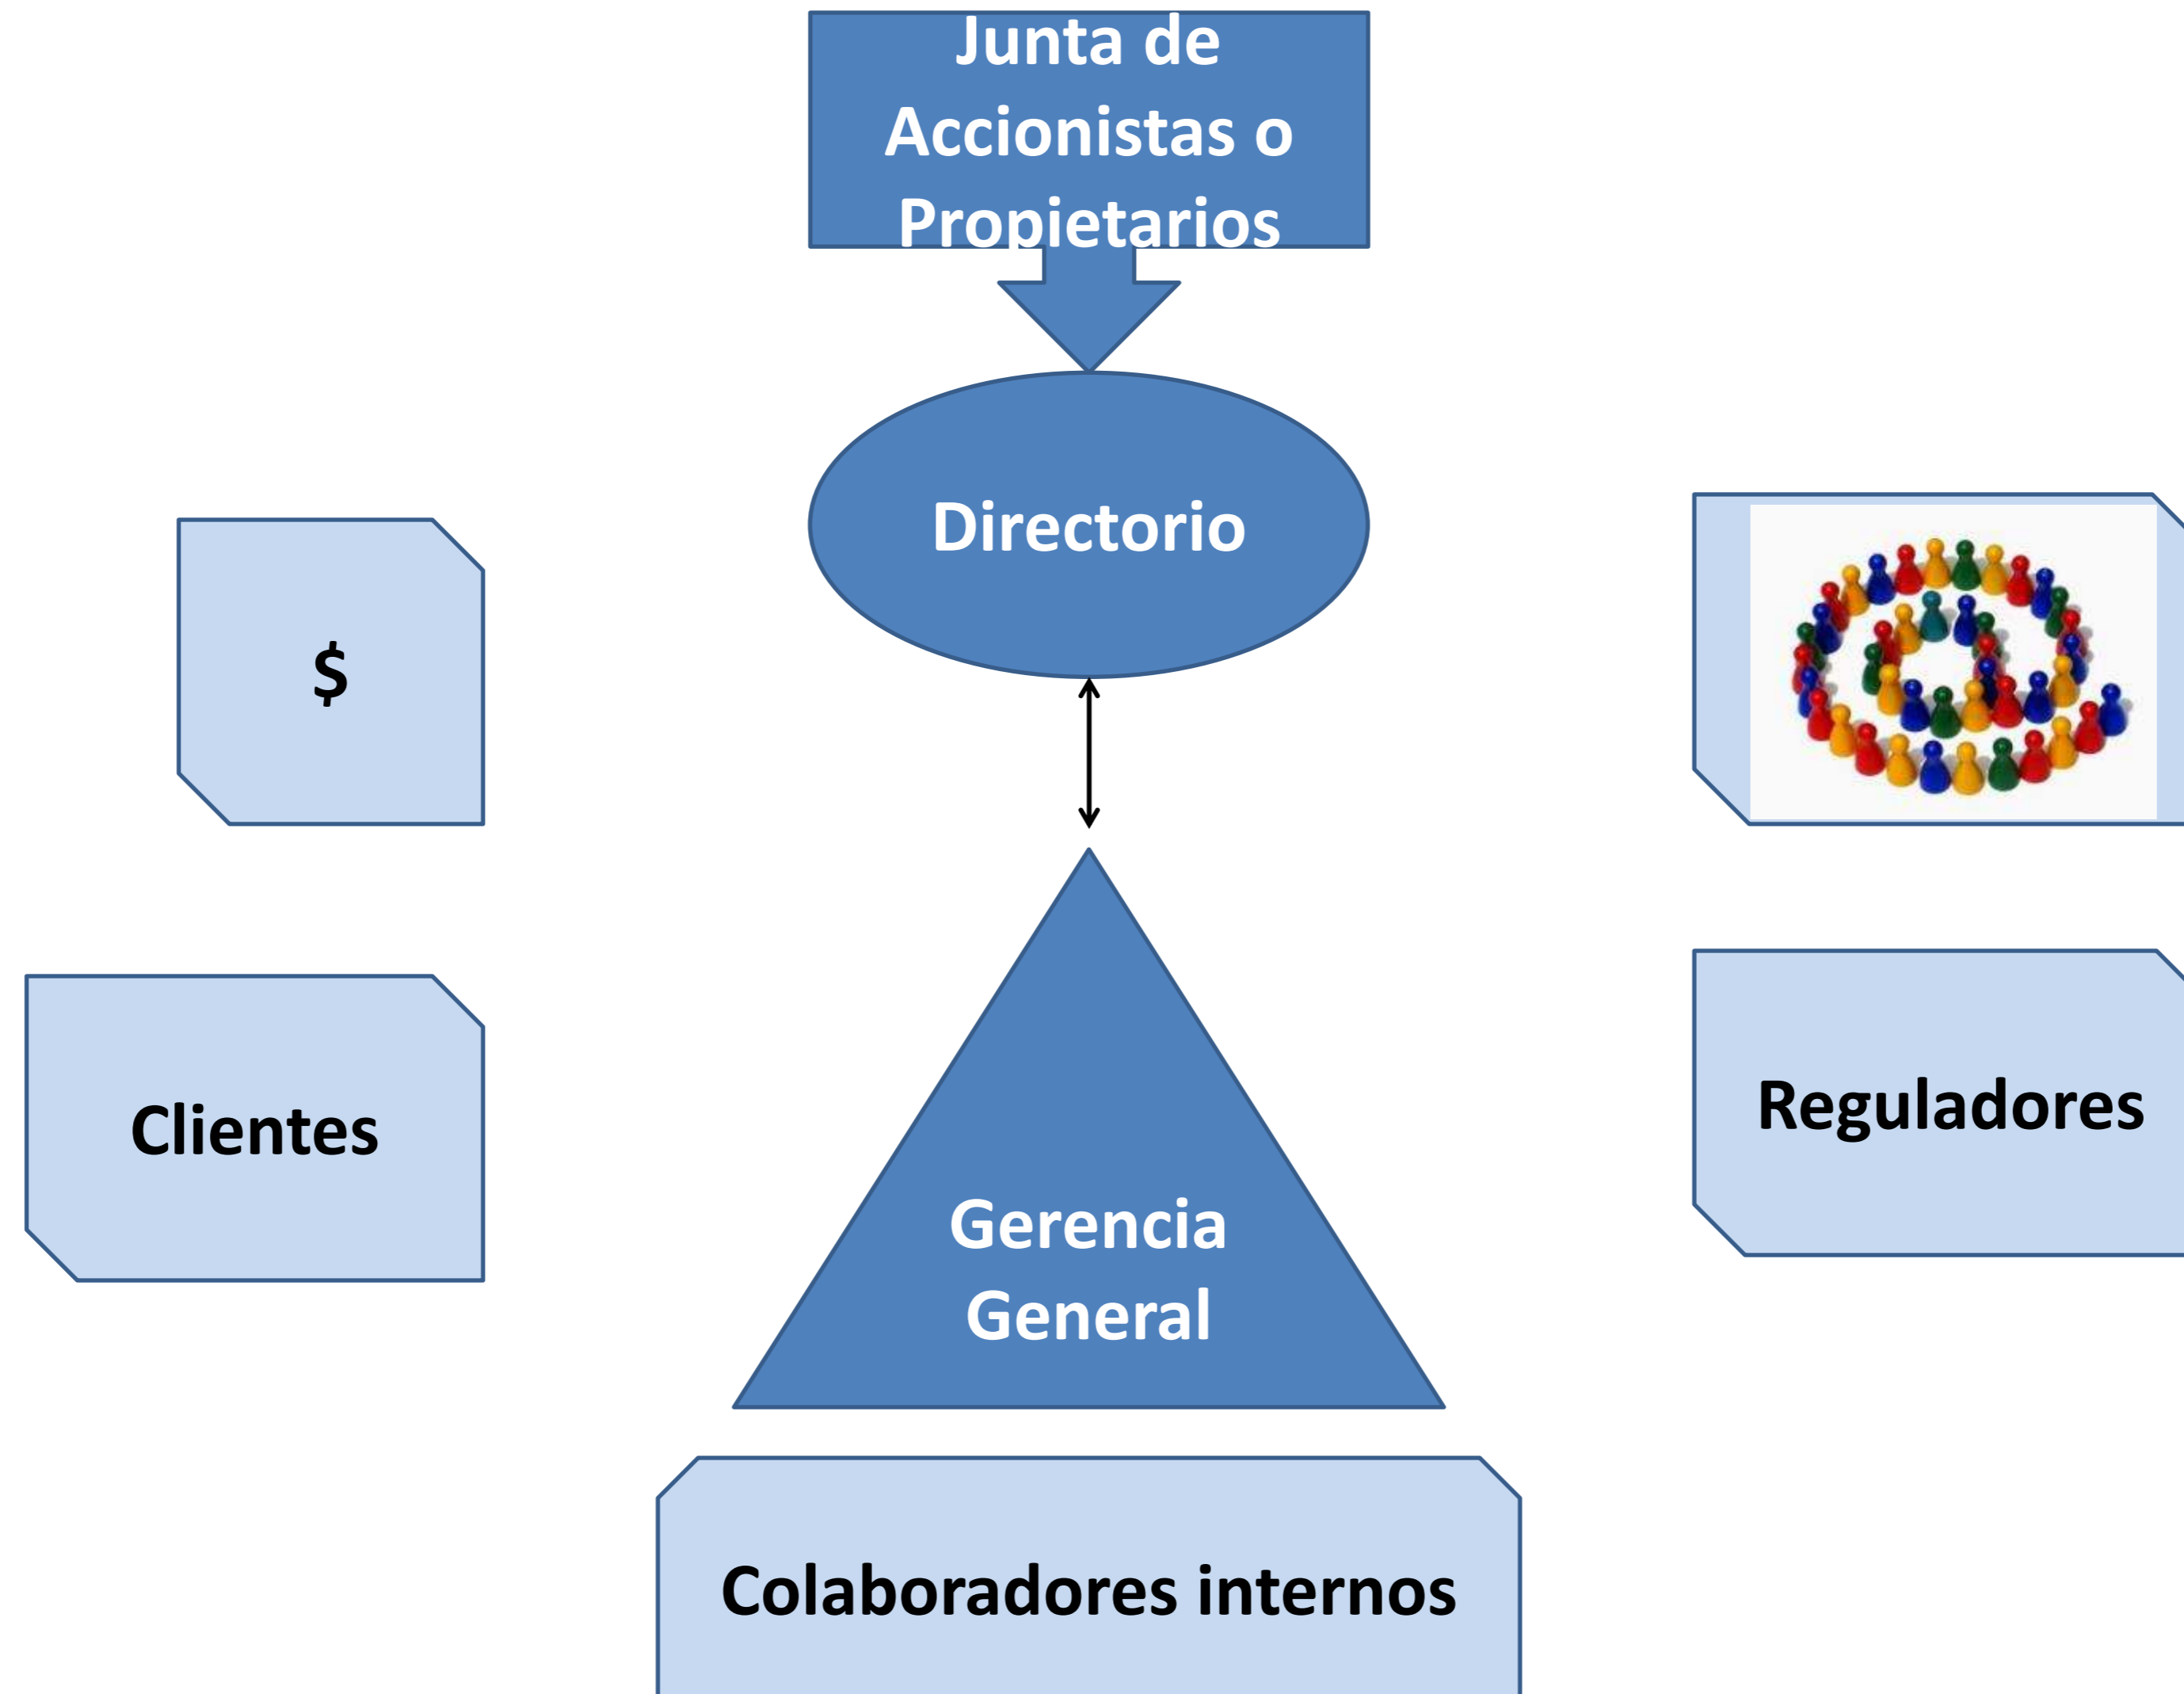 Junta de
Accionistas o
Propietarios
Directorio
$
Clientes
Reguladores
Gerencia
General
Colaboradores internos